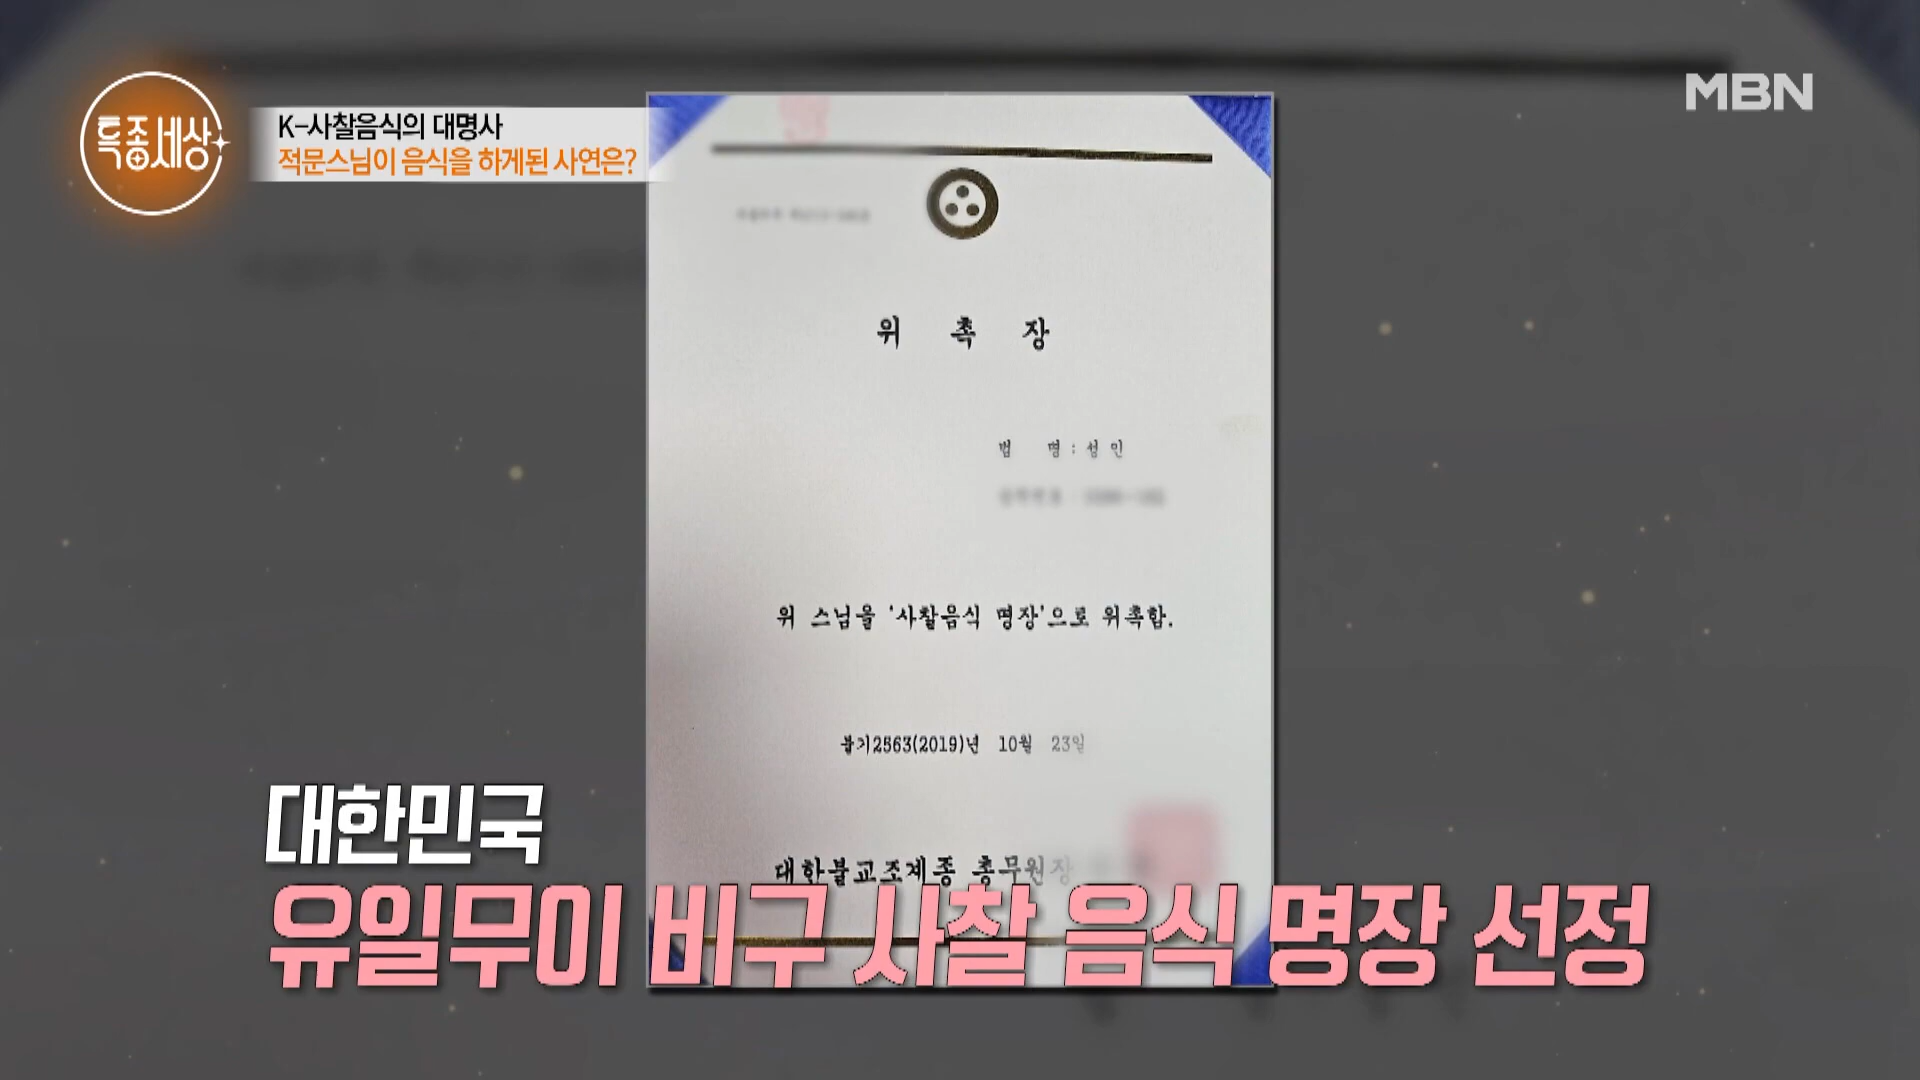 특종세상
K-사찰음식의 대명사
적문스님이 음식을 하게된 사연은?
MBN
위 촉 장
법 명 : 성 인
위 스님을 '사찰음식 명장'으로 위촉함.
불기2563(2019)년 10월 23일
대한불교조계종 총무원장
대한민국
유일무이 비구 사찰 음식 명장 선정